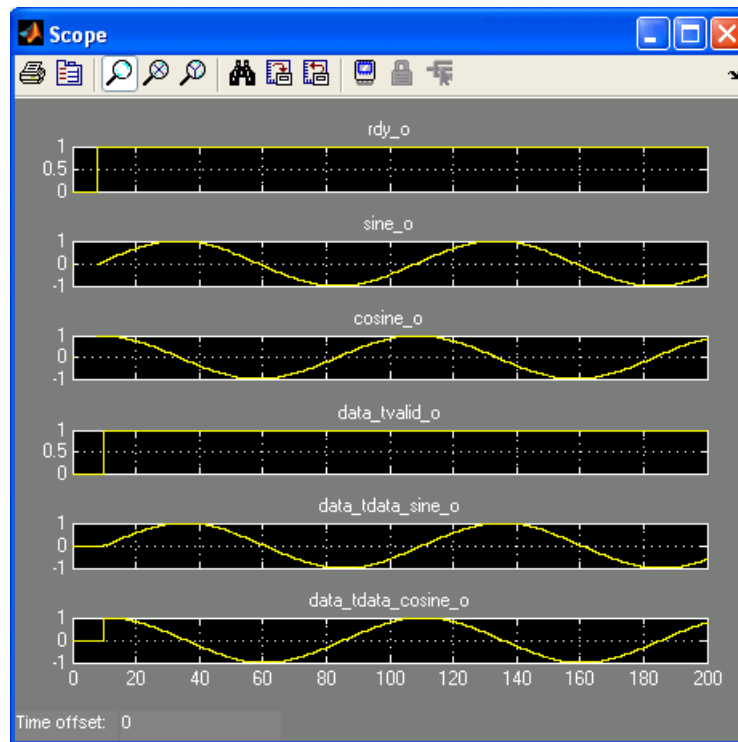 Scope
rdy_o
1
0.5
0
sine_o
1
0
-1
cosine_o
1
0
-1
data_tvalid_o
1
0.5
0
data_tdata_sine_o
1
0
-1
data_tdata_cosine_o
1
0
-1
0 20 40 60 80 100 120 140 160 180 200
Time offset: 0